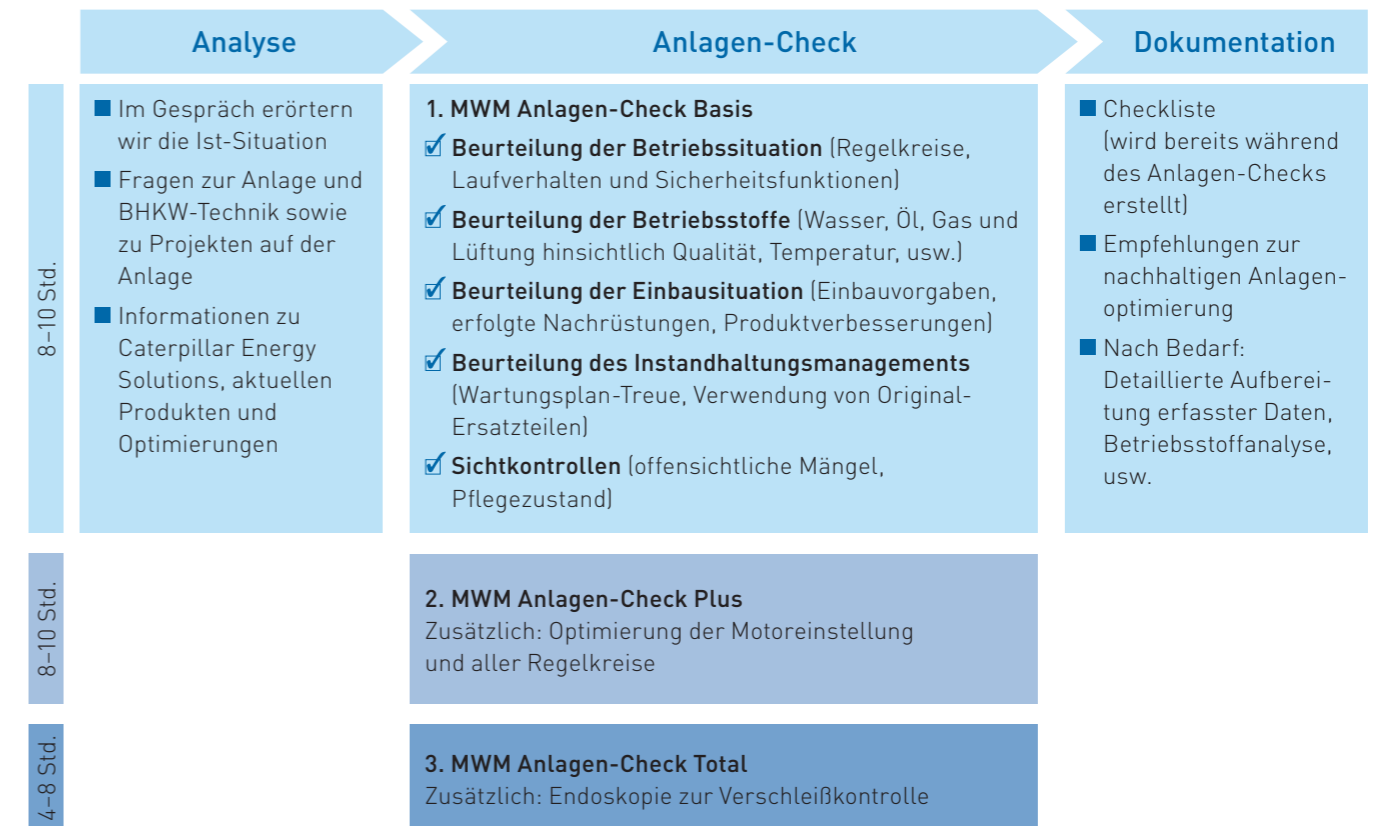 Analyse
Anlagen-Check
Dokumentation
8–10 Std.
Im Gespräch erörtern
wir die Ist-Situation
Fragen zur Anlage und
BHKW-Technik sowie
zu Projekten auf der
Anlage
Informationen zu
Caterpillar Energy
Solutions, aktuellen
Produkten und
Optimierungen
1. MWM Anlagen-Check Basis
Beurteilung der Betriebssituation (Regelkreise,
Laufverhalten und Sicherheitsfunktionen)
Beurteilung der Betriebsstoffe (Wasser, Öl, Gas und
Lüftung hinsichtlich Qualität, Temperatur, usw.)
Beurteilung der Einbausituation (Einbauvorgaben,
erfolgte Nachrüstungen, Produktverbesserungen)
Beurteilung des Instandhaltungsmanagements
(Wartungsplan-Treue, Verwendung von Original-
Ersatzteilen)
Sichtkontrollen (offensichtliche Mängel,
Pflegezustand)
Checkliste
(wird bereits während
des Anlagen-Checks
erstellt)
Empfehlungen zur
nachhaltigen Anlagen-
optimierung
Nach Bedarf:
Detaillierte Aufberei-
tung erfasster Daten,
Betriebsstoffanalyse,
usw.
8–10 Std.
2. MWM Anlagen-Check Plus
Zusätzlich: Optimierung der Motoreinstellung
und aller Regelkreise
4–8 Std.
3. MWM Anlagen-Check Total
Zusätzlich: Endoskopie zur Verschleißkontrolle